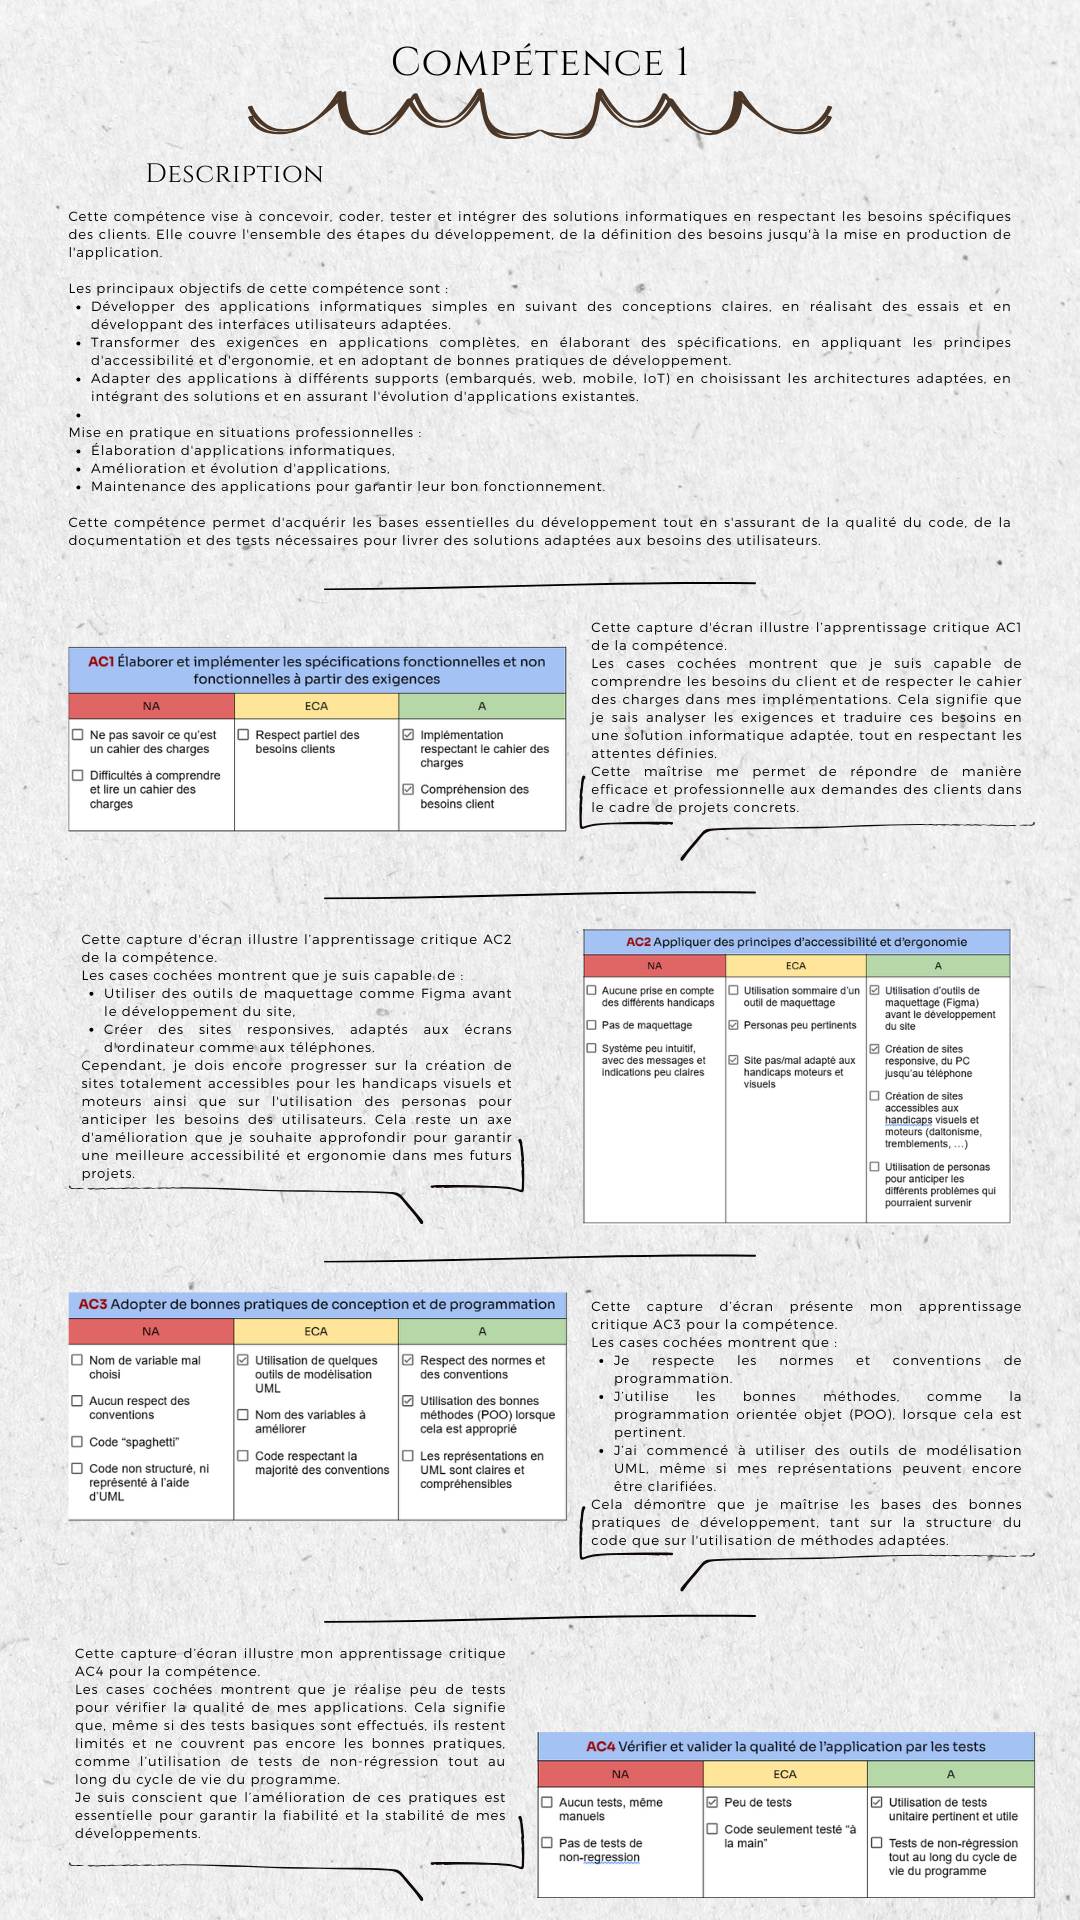 Compétence 1
Description
Cette compétence vise à concevoir, coder, tester et intégrer des solutions informatiques en respectant les besoins spécifiques
des clients. Elle couvre l'ensemble des étapes du développement, de la définition des besoins jusqu'à la mise en production de
l'application.
Les principaux objectifs de cette compétence sont :
• Développer des applications informatiques simples en suivant des conceptions claires, en réalisant des essais et en
développant des interfaces utilisateurs adaptées.
• Transformer des exigences en applications complètes, en élaborant des spécifications, en appliquant les principes
d'accessibilité et d'ergonomie, et en adoptant de bonnes pratiques de développement.
• Adapter des applications à différents supports (embarqués, web, mobile, IoT) en choisissant les architectures adaptées, en
intégrant des solutions et en assurant l'évolution d'applications existantes.
•
Mise en pratique en situations professionnelles :
• Élaboration d'applications informatiques,
• Amélioration et évolution d'applications,
• Maintenance des applications pour garantir leur bon fonctionnement.
Cette compétence permet d'acquérir les bases essentielles du développement tout en s'assurant de la qualité du code, de la
documentation et des tests nécessaires pour livrer des solutions adaptées aux besoins des utilisateurs.
AC1 Élaborer et implémenter les spécifications fonctionnelles et non
fonctionnelles à partir des exigences
NA
ECA
A
Ne pas savoir ce qu'est
un cahier des charges
Difficultés à comprendre
et lire un cahier des
charges
Respect partiel des
besoins clients
Implémentation
respectant le cahier des
charges
Compréhension des
besoins client
Cette capture d'écran illustre l'apprentissage critique AC1
de la compétence.
Les cases cochées montrent que je suis capable de
comprendre les besoins du client et de respecter le cahier
des charges dans mes implémentations. Cela signifie que
je sais analyser les exigences et traduire ces besoins en
une solution informatique adaptée, tout en respectant les
attentes définies.
Cette maîtrise me permet de répondre de manière
efficace et professionnelle aux demandes des clients dans
le cadre de projets concrets.
Cette capture d'écran illustre l'apprentissage critique AC2
de la compétence.
Les cases cochées montrent que je suis capable de :
• Utiliser des outils de maquettage comme Figma avant
le développement du site,
• Créer des sites responsives, adaptés aux écrans
d'ordinateur comme aux téléphones.
Cependant, je dois encore progresser sur la création de
sites totalement accessibles pour les handicaps visuels et
moteurs ainsi que sur l'utilisation des personas pour
anticiper les besoins des utilisateurs. Cela reste un axe
d'amélioration que je souhaite approfondir pour garantir
une meilleure accessibilité et ergonomie dans mes futurs
projets.
AC2 Appliquer des principes d'accessibilité et d'ergonomie
NA
ECA
A
Aucune prise en compte
des différents handicaps
Pas de maquettage
Système peu intuitif,
avec des messages et
indications peu claires
Utilisation sommaire d'un
outil de maquettage
Personas peu pertinents
Site pas/mal adapté aux
handicaps moteurs et
visuels
Utilisation d'outils de
maquettage (Figma)
avant le développement
du site
Création de sites
responsive, du PC
jusqu'au téléphone
Création de sites
accessibles aux
handicaps visuels et
moteurs (daltonisme,
tremblements, ...)
Utilisation de personas
pour anticiper les
différents problèmes qui
pourraient survenir
AC3 Adopter de bonnes pratiques de conception et de programmation
NA
ECA
A
Nom de variable mal
choisi
Aucun respect des
conventions
Code “spaghetti”
Code non structuré, ni
représenté à l'aide
d'UML
Utilisation de quelques
outils de modélisation
UML
Nom des variables à
améliorer
Code respectant la
majorité des conventions
Respect des normes et
des conventions
Utilisation des bonnes
méthodes (POO) lorsque
cela est approprié
Les représentations en
UML sont claires et
compréhensibles
Cette capture d'écran présente mon apprentissage
critique AC3 pour la compétence.
Les cases cochées montrent que :
• Je respecte les normes et conventions de
programmation.
• J'utilise les bonnes méthodes, comme la
programmation orientée objet (POO), lorsque cela est
pertinent.
• J'ai commencé à utiliser des outils de modélisation
UML, même si mes représentations peuvent encore
être clarifiées.
Cela démontre que je maîtrise les bases des bonnes
pratiques de développement, tant sur la structure du
code que sur l'utilisation de méthodes adaptées.
Cette capture d'écran illustre mon apprentissage critique
AC4 pour la compétence.
Les cases cochées montrent que je réalise peu de tests
pour vérifier la qualité de mes applications. Cela signifie
que, même si des tests basiques sont effectués, ils restent
limités et ne couvrent pas encore les bonnes pratiques,
comme l'utilisation de tests de non-régression tout au
long du cycle de vie du programme.
Je suis conscient que l'amélioration de ces pratiques est
essentielle pour garantir la fiabilité et la stabilité de mes
développements.
AC4 Vérifier et valider la qualité de l'application par les tests
NA
ECA
A
Aucun tests, même
manuels
Pas de tests de
non-regression
Peu de tests
Code seulement testé “à
la main”
Utilisation de tests
unitaire pertinent et utile
Tests de non-régression
tout au long du cycle de
vie du programme